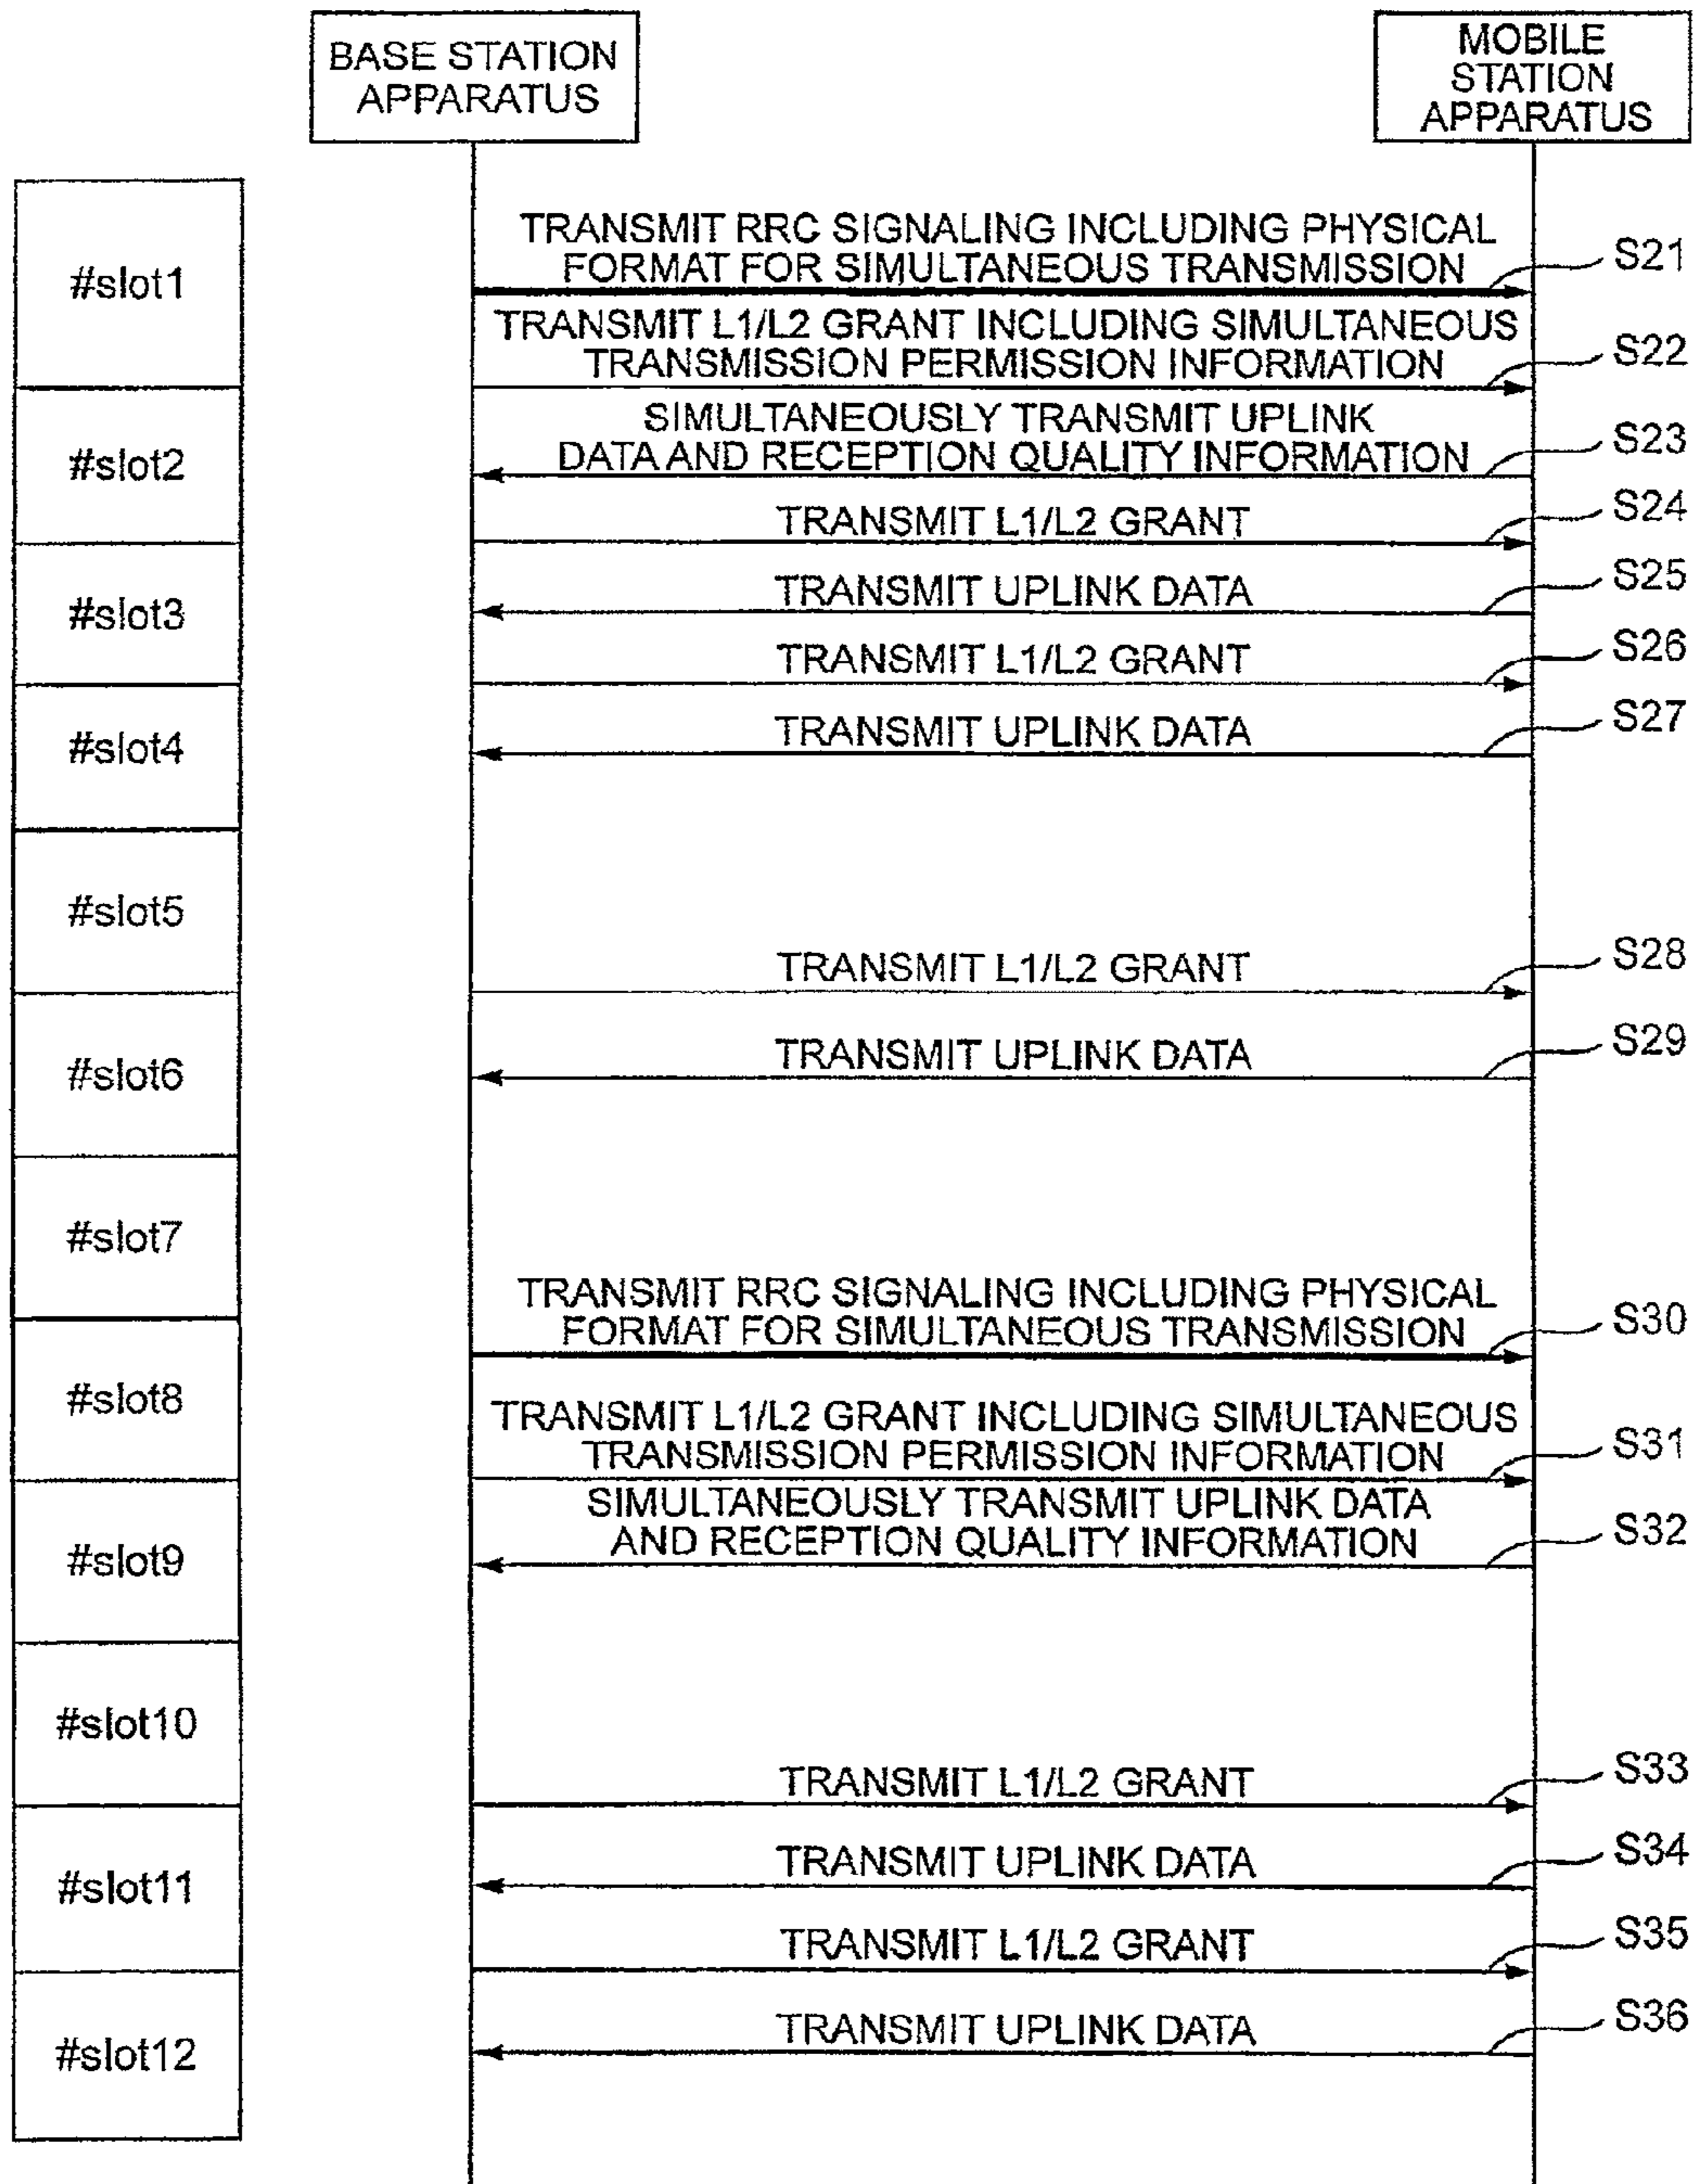 BASE STATION
APPARATUS
MOBILE
STATION
APPARATUS
#slot1
TRANSMIT RRC SIGNALING INCLUDING PHYSICAL
FORMAT FOR SIMULTANEOUS TRANSMISSION
S21
TRANSMIT L1/L2 GRANT INCLUDING SIMULTANEOUS
TRANSMISSION PERMISSION INFORMATION
S22
#slot2
SIMULTANEOUSLY TRANSMIT UPLINK
DATA AND RECEPTION QUALITY INFORMATION
S23
TRANSMIT L1/L2 GRANT
S24
#slot3
TRANSMIT UPLINK DATA
S25
TRANSMIT L1/L2 GRANT
S26
#slot4
TRANSMIT UPLINK DATA
S27
#slot5
TRANSMIT L1/L2 GRANT
S28
#slot6
TRANSMIT UPLINK DATA
S29
#slot7
TRANSMIT RRC SIGNALING INCLUDING PHYSICAL
FORMAT FOR SIMULTANEOUS TRANSMISSION
S30
#slot8
TRANSMIT L1/L2 GRANT INCLUDING SIMULTANEOUS
TRANSMISSION PERMISSION INFORMATION
S31
#slot9
SIMULTANEOUSLY TRANSMIT UPLINK DATA
AND RECEPTION QUALITY INFORMATION
S32
#slot10
TRANSMIT L1/L2 GRANT
S33
#slot11
TRANSMIT UPLINK DATA
S34
TRANSMIT L1/L2 GRANT
S35
#slot12
TRANSMIT UPLINK DATA
S36